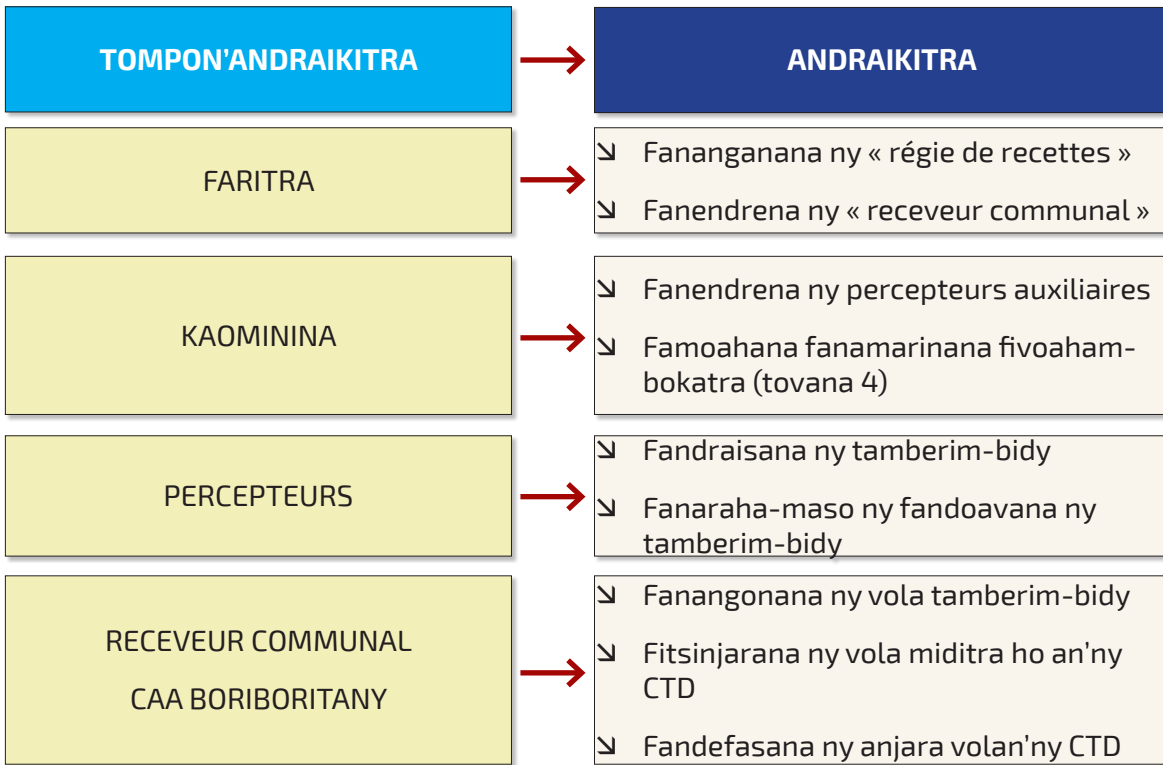 TOMPON’ANDRAIKITRA
ANDRAIKITRA
FARITRA
Fananganana ny « régie de recettes »
Fanendrena ny « receveur communal »
KAOMININA
Fanendrena ny percepteurs auxiliaires
Famoahana fanamarinana fivoaham-
bokatra (tovana 4)
PERCEPTEURS
Fandraisana ny tamberim-bidy
Fanaraha-maso ny fandoavana ny
tamberim-bidy
RECEVEUR COMMUNAL
CAA BORIBORITANY
Fanangonana ny vola tamberim-bidy
Fitsinjarana ny vola miditra ho an’ny
CTD
Fandefasana ny anjara volan’ny CTD